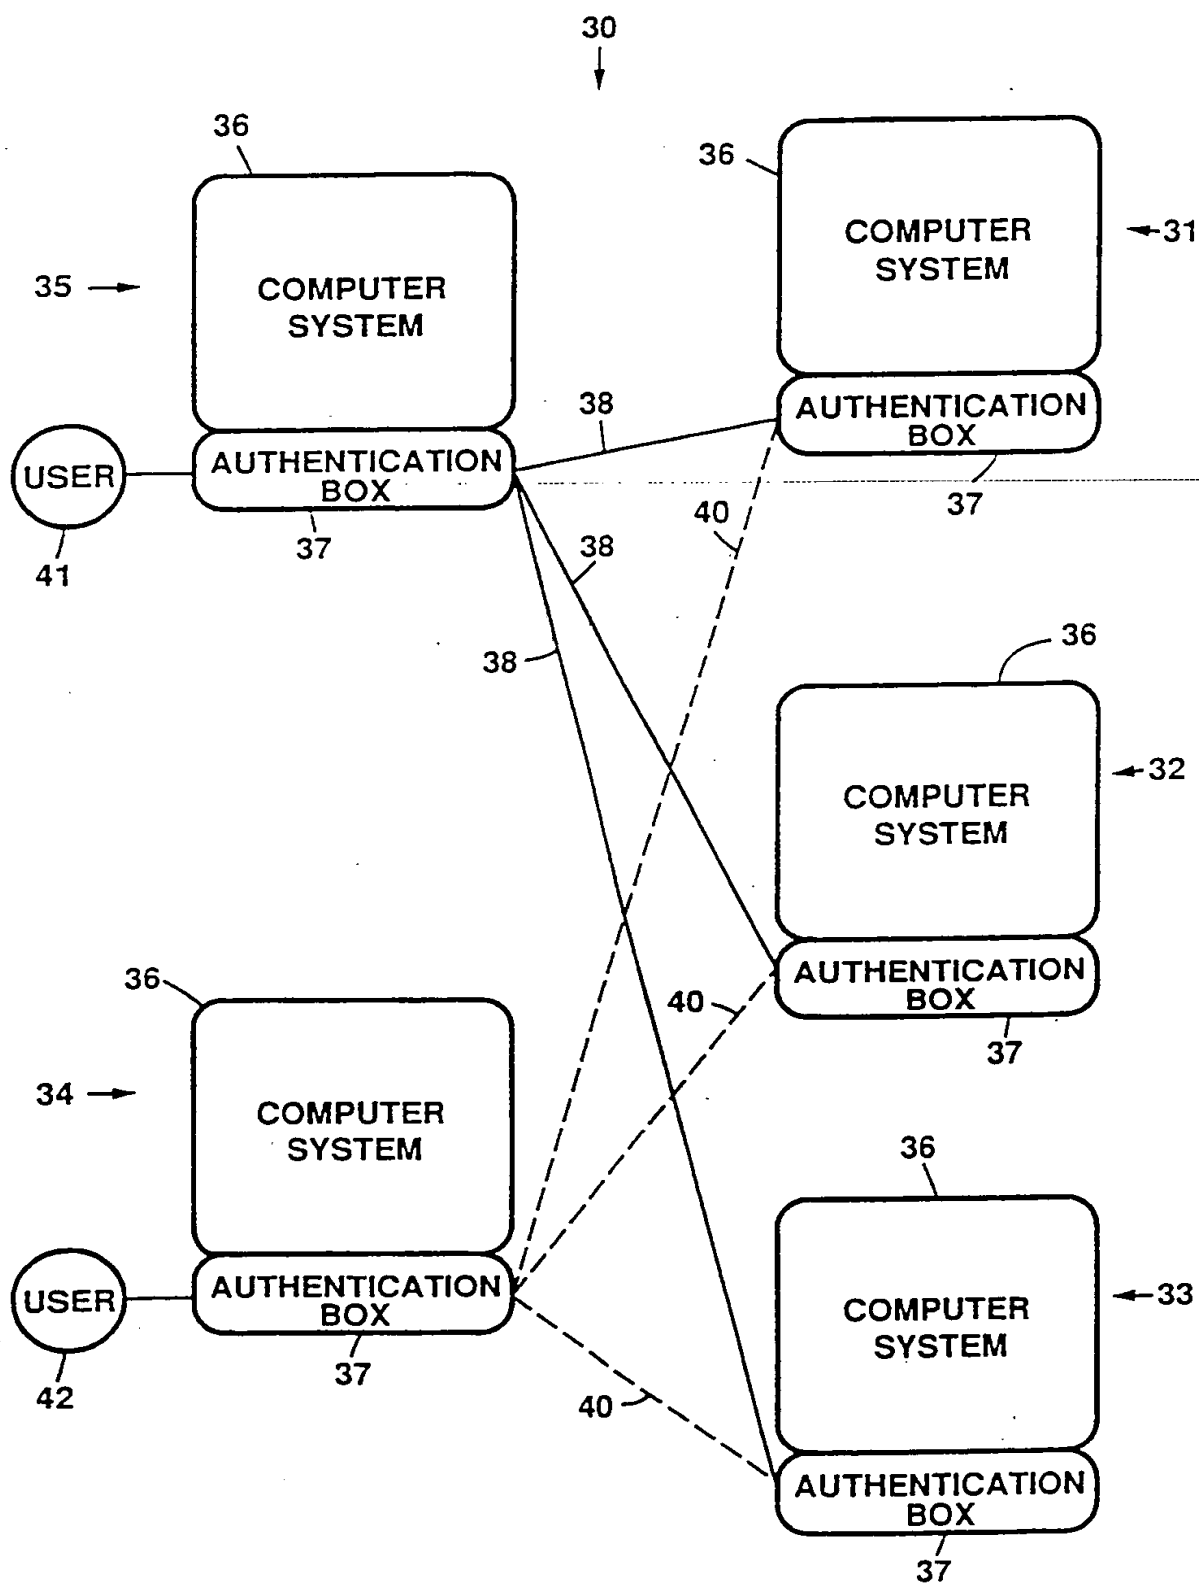 30
36
36
COMPUTER
SYSTEM
31
35
COMPUTER
SYSTEM
38
AUTHENTICATION
BOX
USER
AUTHENTICATION
BOX
37
40
41
37
38
38
36
32
COMPUTER
SYSTEM
36
40
AUTHENTICATION
BOX
37
34
COMPUTER
SYSTEM
36
USER
AUTHENTICATION
BOX
33
COMPUTER
SYSTEM
42
37
40
AUTHENTICATION
BOX
37